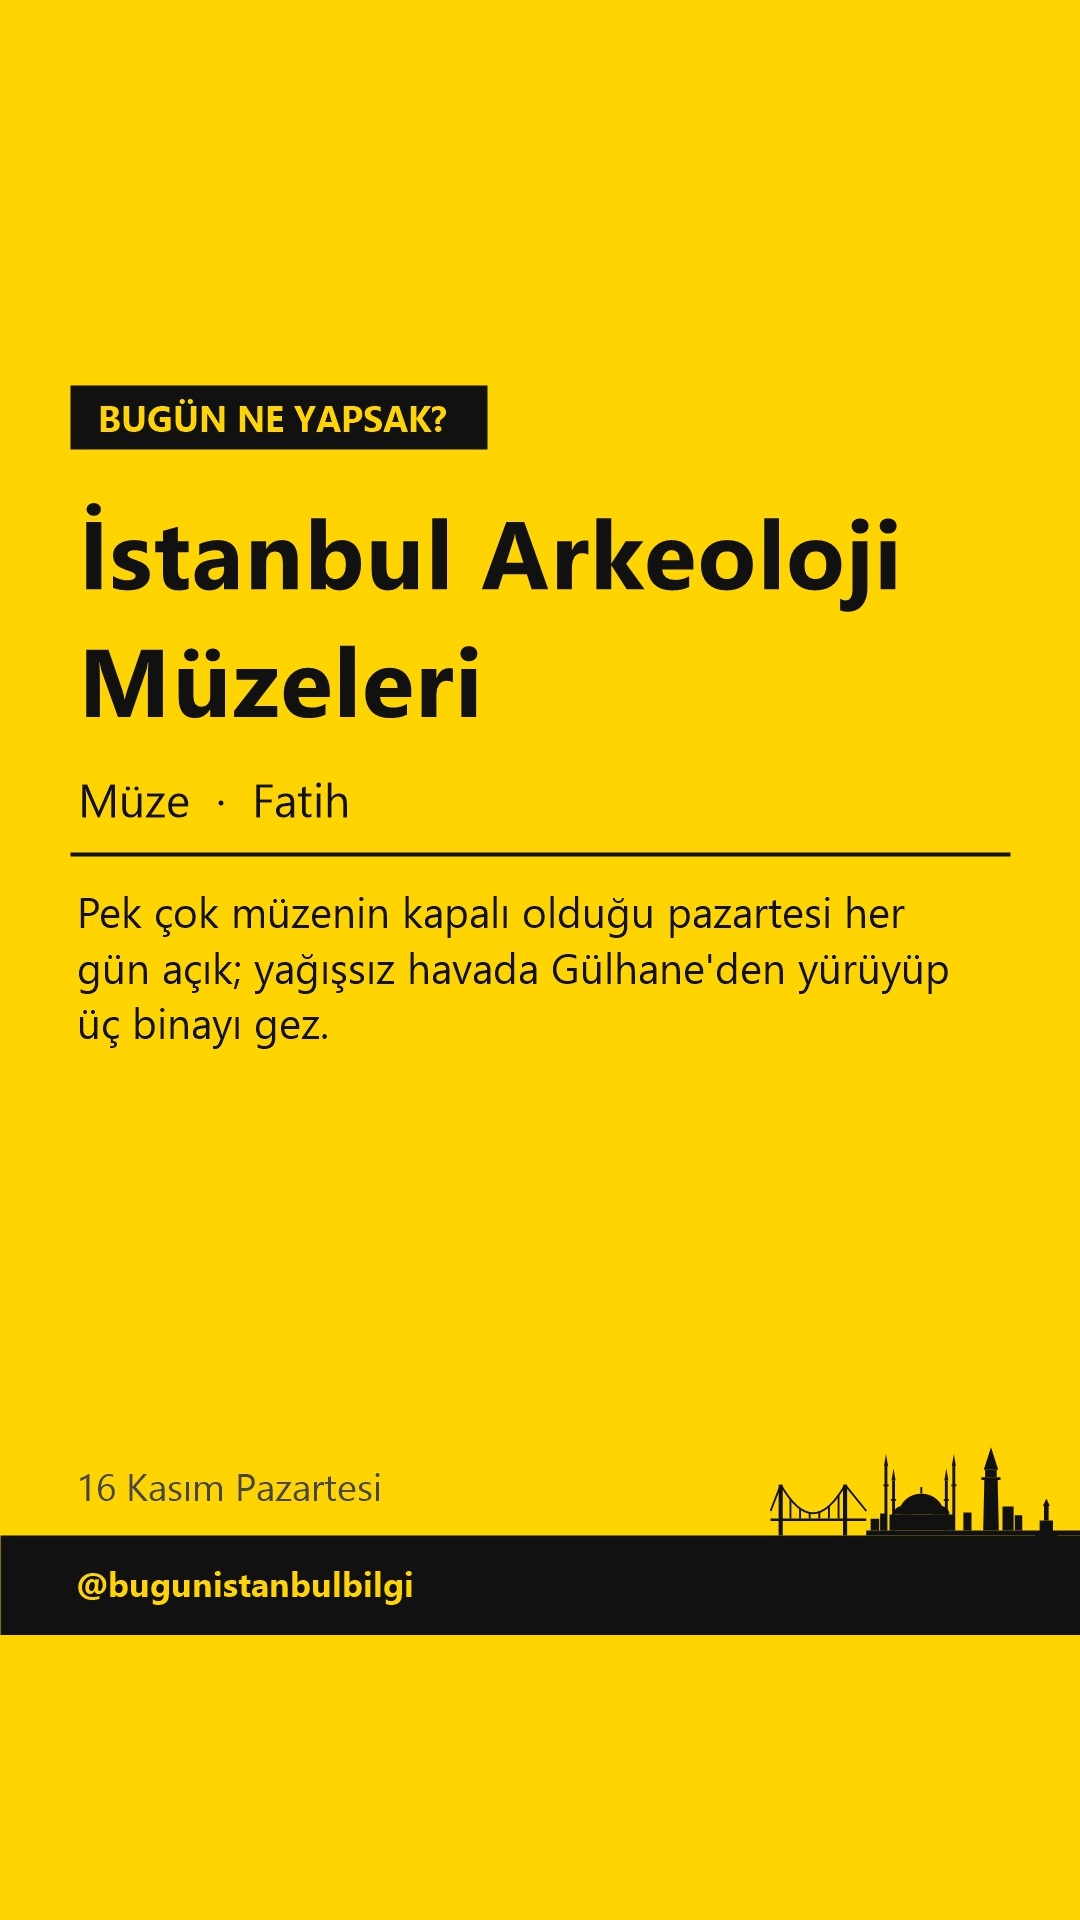 BUGÜN NE YAPSAK?
İstanbul Arkeoloji
Müzeleri
Müze · Fatih
Pek çok müzenin kapalı olduğu pazartesi her
gün açık; yağışsız havada Gülhane'den yürüyüp
üç binayı gez.
16 Kasım Pazartesi
@bugunistanbulbilgi